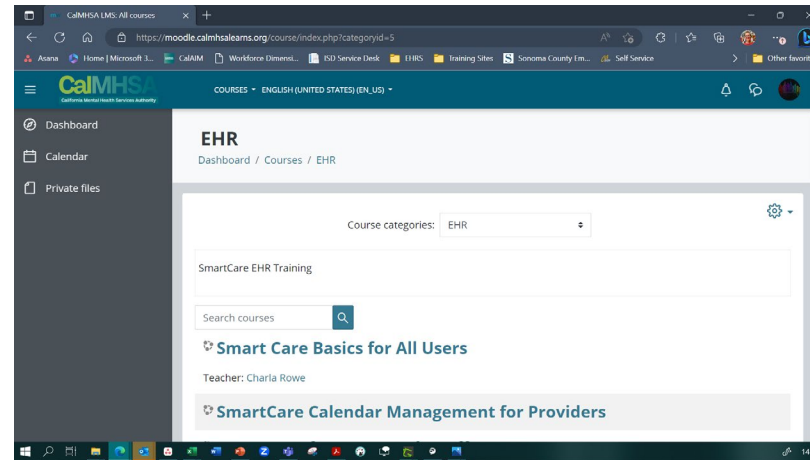 CalMHSA LMS: All courses
https://moodle.calmhsalearns.org/course/index.php?categoryid=5
Asana Home | Microsoft 3... CalAIM Workforce Dimensi... ISD Service Desk EHRS Training Sites Sonoma County Em... Self Service Other favorit
CalMHSA
California Mental Health Services Authority
COURSES ENGLISH (UNITED STATES) (EN_US)
Dashboard
Calendar
Private files
EHR
Dashboard / Courses / EHR
Course categories: EHR
SmartCare EHR Training
Search courses
Smart Care Basics for All Users
Teacher: Charla Rowe
SmartCare Calendar Management for Providers